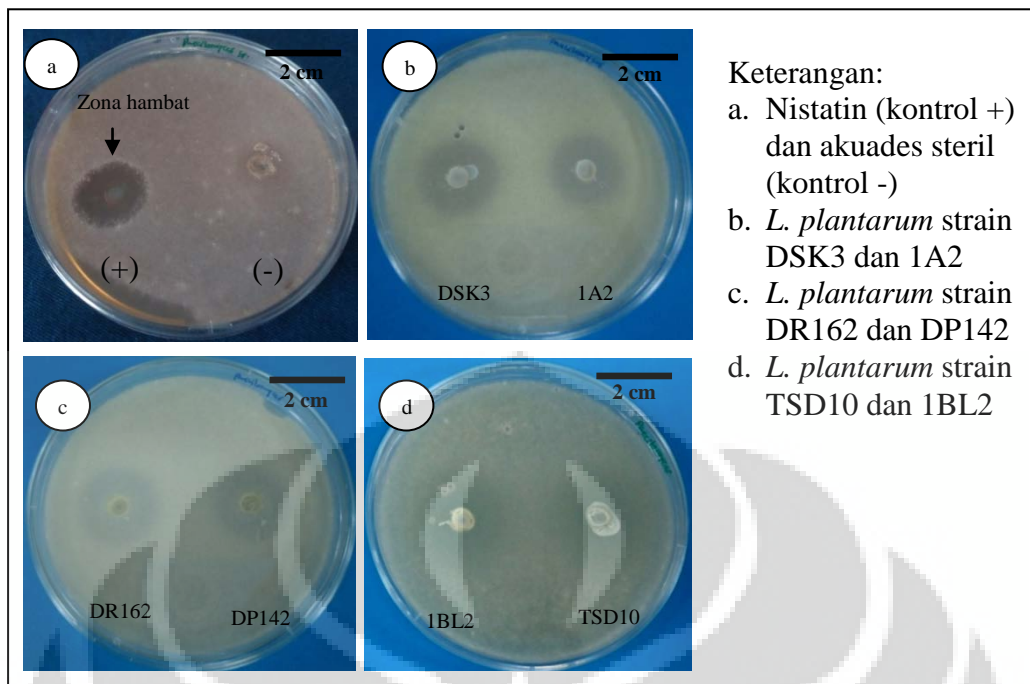 a
2 cm
Zona hambat
(+)
(-)
b
2 cm
DSK3
1A2
c
2 cm
DR162
DP142
d
2 cm
1BL2
TSD10
Keterangan:
a. Nistatin (kontrol +)
dan akuades steril
(kontrol -)
b. L. plantarum strain
DSK3 dan 1A2
c. L. plantarum strain
DR162 dan DP142
d. L. plantarum strain
TSD10 dan 1BL2